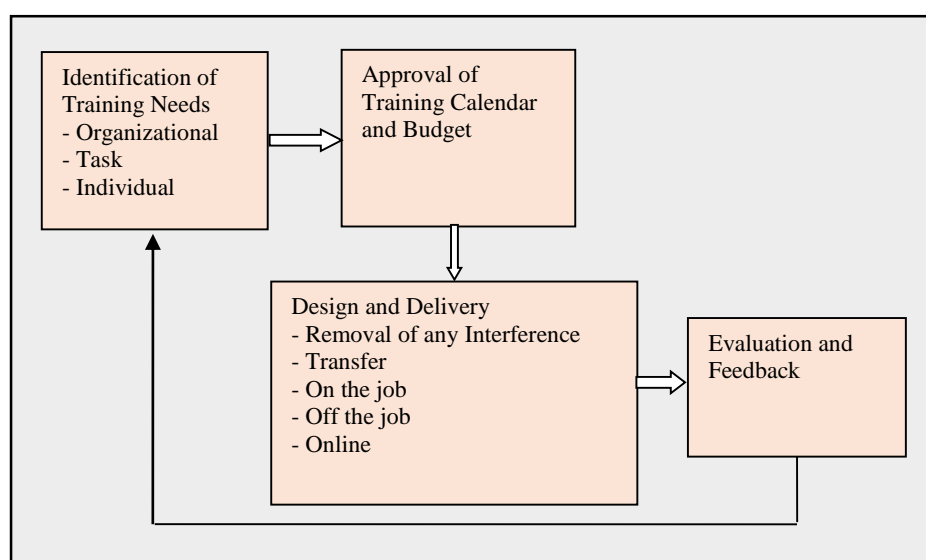 Identification of
Training Needs
- Organizational
- Task
- Individual
Approval of
Training Calendar
and Budget
Design and Delivery
- Removal of any Interference
- Transfer
- On the job
- Off the job
- Online
Evaluation and
Feedback